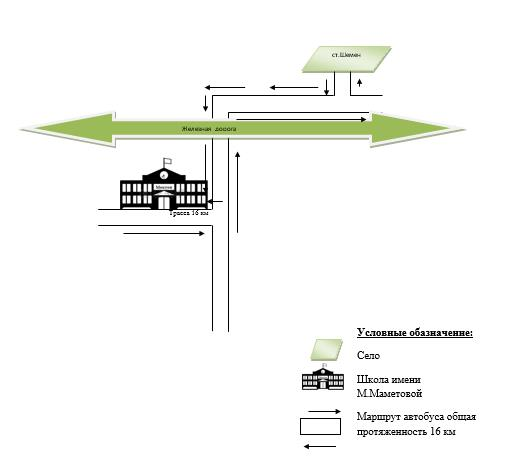 ст.Шемен
Железная дорога
Трасса 16 км
Условные обазначение:
Село
Школа имени
М.Маметовой
Маршрут автобуса общая
протяженность 16 км